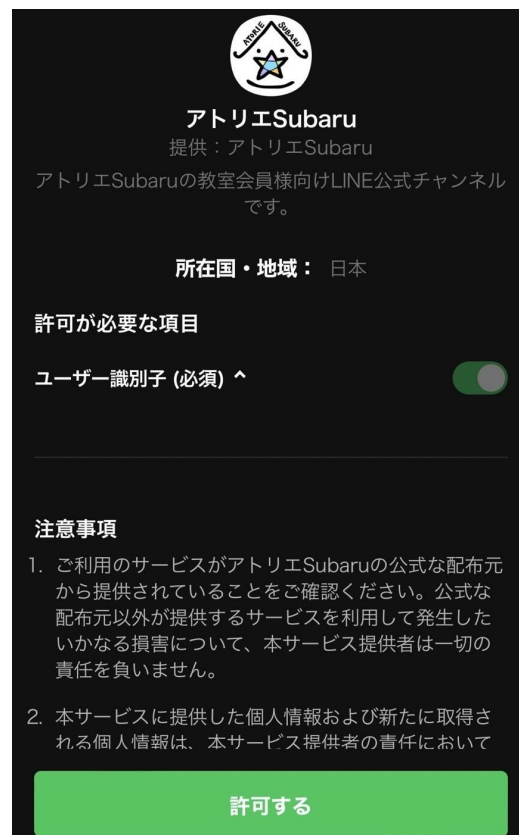 ATORIE SUBARU
アトリエSubaru
提供：アトリエSubaru
アトリエSubaruの教室会員様向けLINE公式チャンネル
です。
所在国・地域： 日本
許可が必要な項目
ユーザー識別子 (必須) ^
注意事項
1. ご利用のサービスがアトリエSubaruの公式な配布元
から提供されていることをご確認ください。公式な
配布元以外が提供するサービスを利用して発生した
いかなる損害について、本サービス提供者は一切の
責任を負いません。
2. 本サービスに提供した個人情報および新たに取得さ
れる個人情報は、本サービス提供者の責任において
許可する